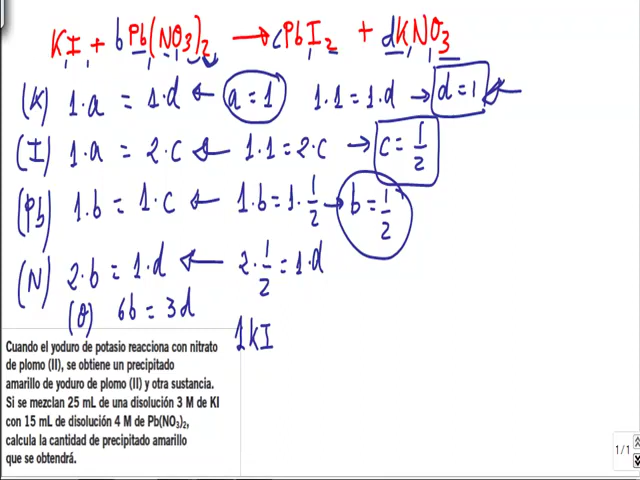 KI + bPb(NO₃)₂ → cPbI₂ + dKNO₃
(K) 1·a = 1·d ← a = 1 1·1 = 1·d → d = 1 ←
(I) 1·a = 2·c ← 1·1 = 2·c → c = 1/2
(Pb) 1·b = 1·c ← 1·b = 1·1/2 → b = 1/2
(N) 2·b = 1·d ← 2·1/2 = 1·d
(O) 6b = 3d
1KI
Cuando el yoduro de potasio reacciona con nitrato
de plomo (II), se obtiene un precipitado
amarillo de yoduro de plomo (II) y otra sustancia.
Si se mezclan 25 mL de una disolución 3 M de KI
con 15 mL de disolución 4 M de Pb(NO₃)₂,
calcula la cantidad de precipitado amarillo
que se obtendrá.
1/1